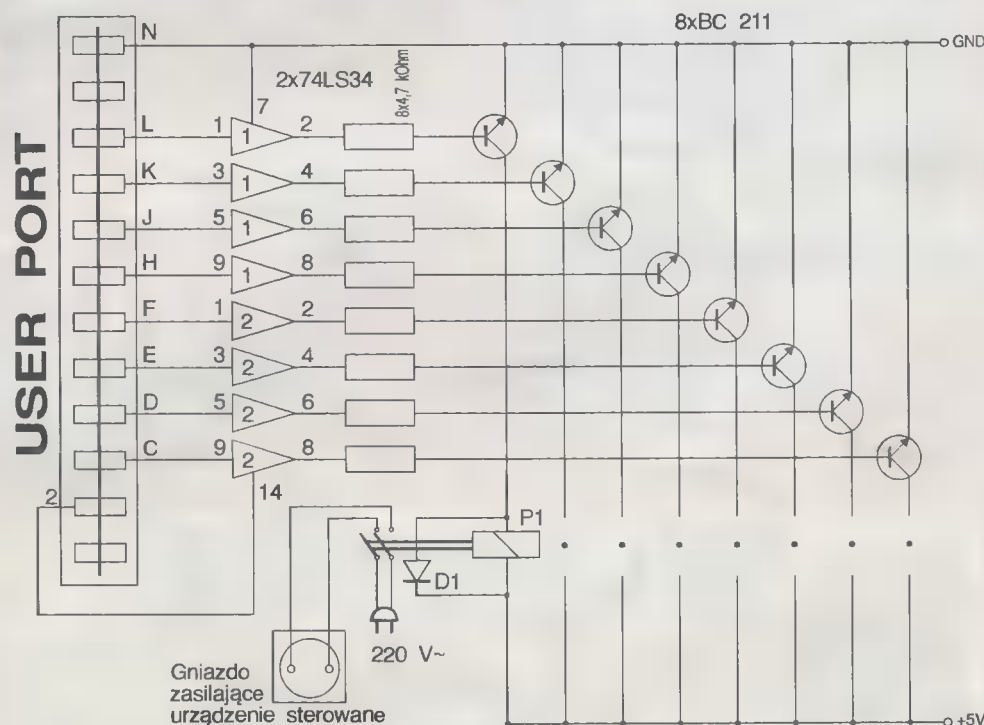 8xBC 211
N
GND
2x74LS34
8x4,7 kOhm
7
USER PORT
L 1 1 2
K 3 1 4
J 5 1 6
H 9 1 8
F 1 2 2
E 3 2 4
D 5 2 6
C 9 2 8
2
14
P1
D1
220 V~
Gniazdo
zasilające
urządzenie sterowane
+5V